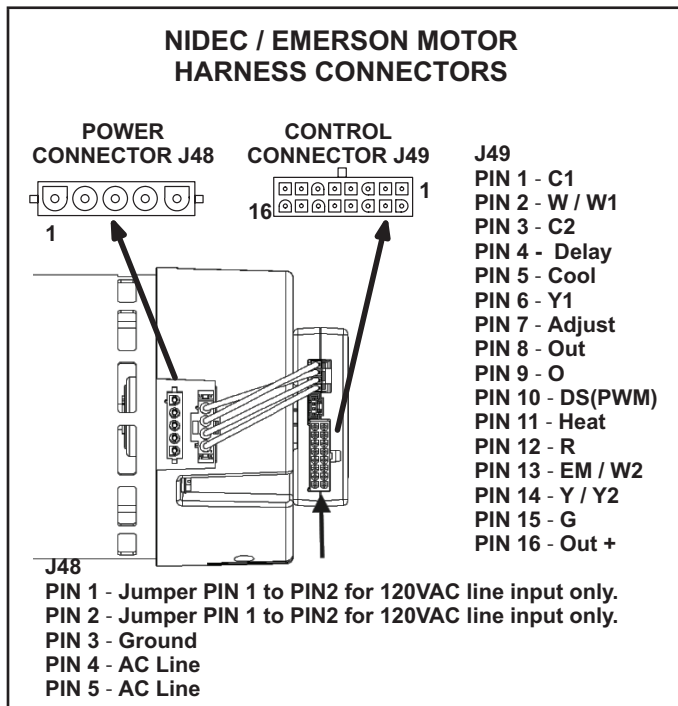 NIDEC / EMERSON MOTOR
HARNESS CONNECTORS
POWER
CONNECTOR J48
CONTROL
CONNECTOR J49
1
1
16
J49
PIN 1 - C1
PIN 2 - W / W1
PIN 3 - C2
PIN 4 - Delay
PIN 5 - Cool
PIN 6 - Y1
PIN 7 - Adjust
PIN 8 - Out
PIN 9 - O
PIN 10 - DS(PWM)
PIN 11 - Heat
PIN 12 - R
PIN 13 - EM / W2
PIN 14 - Y / Y2
PIN 15 - G
PIN 16 - Out +
J48
PIN 1 - Jumper PIN 1 to PIN2 for 120VAC line input only.
PIN 2 - Jumper PIN 1 to PIN2 for 120VAC line input only.
PIN 3 - Ground
PIN 4 - AC Line
PIN 5 - AC Line